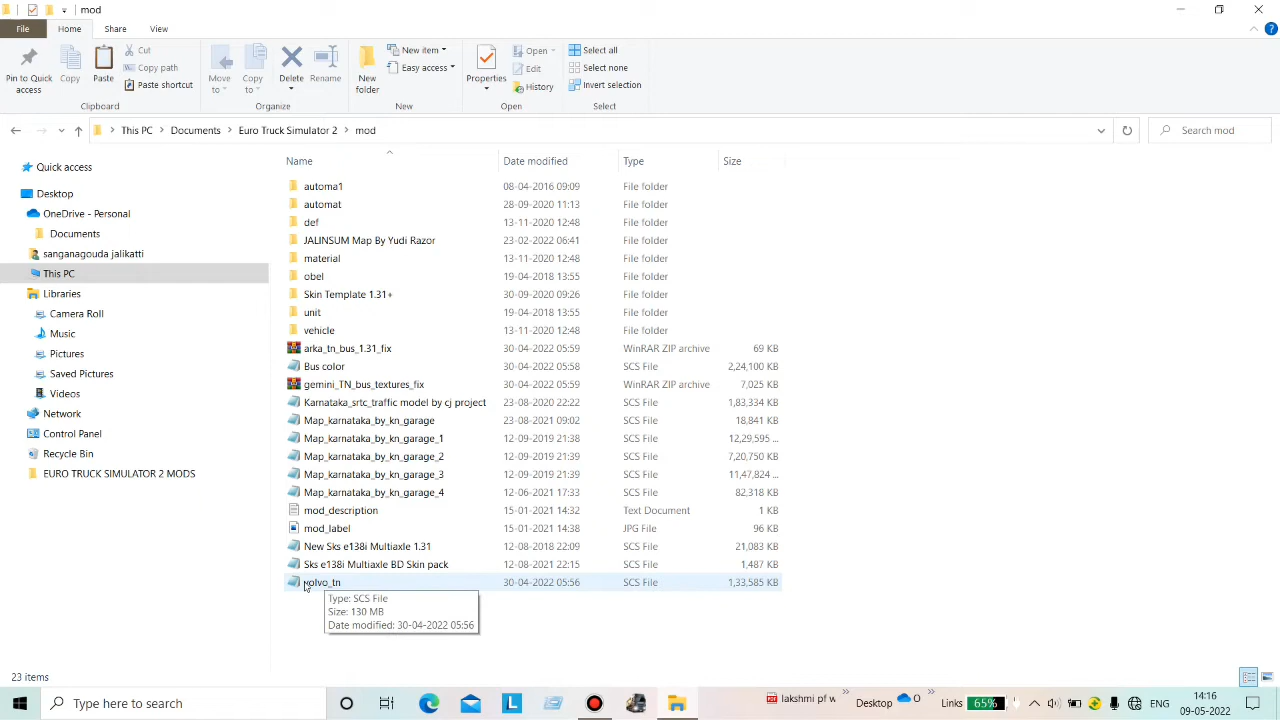 mod
File Home Share View
Pin to Quick access
Copy
Paste
Cut
Copy path
Paste shortcut
Clipboard
Move to
Copy to
Delete
Rename
Organize
New folder
New item
Easy access
New
Properties
Open
Edit
History
Open
Select all
Select none
Invert selection
Select
This PC > Documents > Euro Truck Simulator 2 > mod
Search mod
Quick access
Desktop
OneDrive - Personal
Documents
sanganagouda jalikatti
This PC
Libraries
Camera Roll
Music
Pictures
Saved Pictures
Videos
Network
Control Panel
Recycle Bin
EURO TRUCK SIMULATOR 2 MODS
Name Date modified Type Size
automa1 08-04-2016 09:09 File folder
automat 28-09-2020 11:13 File folder
def 13-11-2020 12:48 File folder
JALINSUM Map By Yudi Razor 23-02-2022 06:41 File folder
material 13-11-2020 12:48 File folder
obel 19-04-2018 13:55 File folder
Skin Template 1.31+ 30-09-2020 09:26 File folder
unit 19-04-2018 13:55 File folder
vehicle 13-11-2020 12:48 File folder
arka_tn_bus_1.31_fix 30-04-2022 05:59 WinRAR ZIP archive 69 KB
Bus color 30-04-2022 05:58 SCS File 2,24,100 KB
gemini_TN_bus_textures_fix 30-04-2022 05:59 WinRAR ZIP archive 7,025 KB
Karnataka_srtc_traffic model by cj project 23-08-2020 22:22 SCS File 1,83,334 KB
Map_karnataka_by_kn_garage 23-08-2021 09:02 SCS File 18,841 KB
Map_karnataka_by_kn_garage_1 12-09-2019 21:38 SCS File 12,29,595 ...
Map_karnataka_by_kn_garage_2 12-09-2019 21:39 SCS File 7,20,750 KB
Map_karnataka_by_kn_garage_3 12-09-2019 21:39 SCS File 11,47,824 ...
Map_karnataka_by_kn_garage_4 12-06-2021 17:33 SCS File 82,318 KB
mod_description 15-01-2021 14:32 Text Document 1 KB
mod_label 15-01-2021 14:38 JPG File 96 KB
New Sks e138i Multiaxle 1.31 12-08-2018 22:09 SCS File 21,083 KB
Sks e138i Multiaxle BD Skin pack 12-08-2021 22:15 SCS File 1,487 KB
volvo_tn 30-04-2022 05:56 SCS File 1,33,585 KB
Type: SCS File
Size: 130 MB
Date modified: 30-04-2022 05:56
23 items
Type here to search
lakshmi pf w
Desktop
O
Links
65%
ENG
14:16
09-05-2022